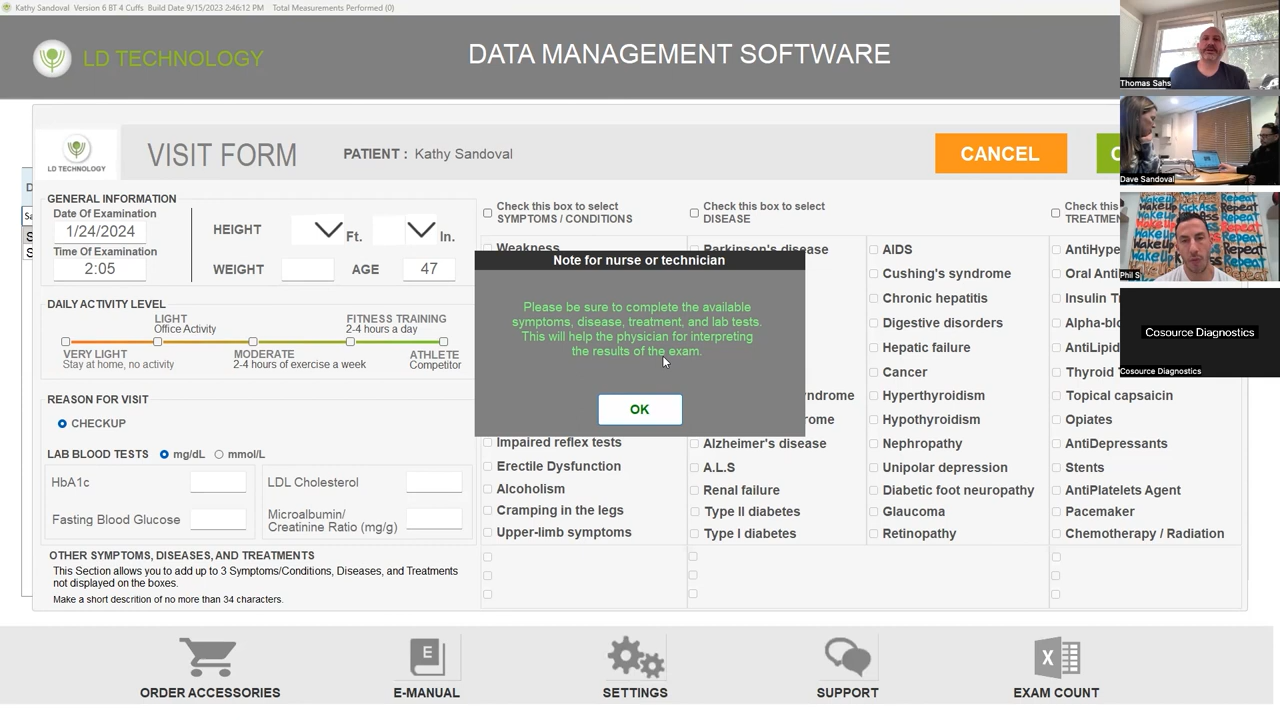 Kathy Sandoval Version 6 BT 4 Cuffs Build Date 9/15/2023 2:46:12 PM Total Measurements Performed (0)
LD TECHNOLOGY
DATA MANAGEMENT SOFTWARE
Thomas Sahs
Dave Sandoval
WakeUp KickAss Repeat
Phil S
Cosource Diagnostics
Cosource Diagnostics
LD TECHNOLOGY
VISIT FORM
PATIENT : Kathy Sandoval
CANCEL
GENERAL INFORMATION
Date Of Examination
1/24/2024
Time Of Examination
2:05
HEIGHT
Ft.
In.
WEIGHT
AGE
47
DAILY ACTIVITY LEVEL
LIGHT
Office Activity
FITNESS TRAINING
2-4 hours a day
VERY LIGHT
Stay at home, no activity
MODERATE
2-4 hours of exercise a week
ATHLETE
Competitor
REASON FOR VISIT
CHECKUP
LAB BLOOD TESTS mg/dL mmol/L
HbA1c
LDL Cholesterol
Fasting Blood Glucose
Microalbumin/
Creatinine Ratio (mg/g)
OTHER SYMPTOMS, DISEASES, AND TREATMENTS
This Section allows you to add up to 3 Symptoms/Conditions, Diseases, and Treatments
not displayed on the boxes.
Make a short descrition of no more than 34 characters.
Check this box to select
SYMPTOMS / CONDITIONS
Weakness
Impaired reflex tests
Erectile Dysfunction
Alcoholism
Cramping in the legs
Upper-limb symptoms
Check this box to select
DISEASE
Parkinson's disease
Alzheimer's disease
A.L.S
Renal failure
Type II diabetes
Type I diabetes
AIDS
Cushing's syndrome
Chronic hepatitis
Digestive disorders
Hepatic failure
Cancer
Hyperthyroidism
Hypothyroidism
Nephropathy
Unipolar depression
Diabetic foot neuropathy
Glaucoma
Retinopathy
Check this
TREATMENT
AntiHype
Oral Anti
Insulin T
Alpha-blo
AntiLipid
Thyroid
Topical capsaicin
Opiates
AntiDepressants
Stents
AntiPlatelets Agent
Pacemaker
Chemotherapy / Radiation
Note for nurse or technician
Please be sure to complete the available
symptoms, disease, treatment, and lab tests.
This will help the physician for interpreting
the results of the exam.
OK
ORDER ACCESSORIES
E-MANUAL
SETTINGS
SUPPORT
EXAM COUNT